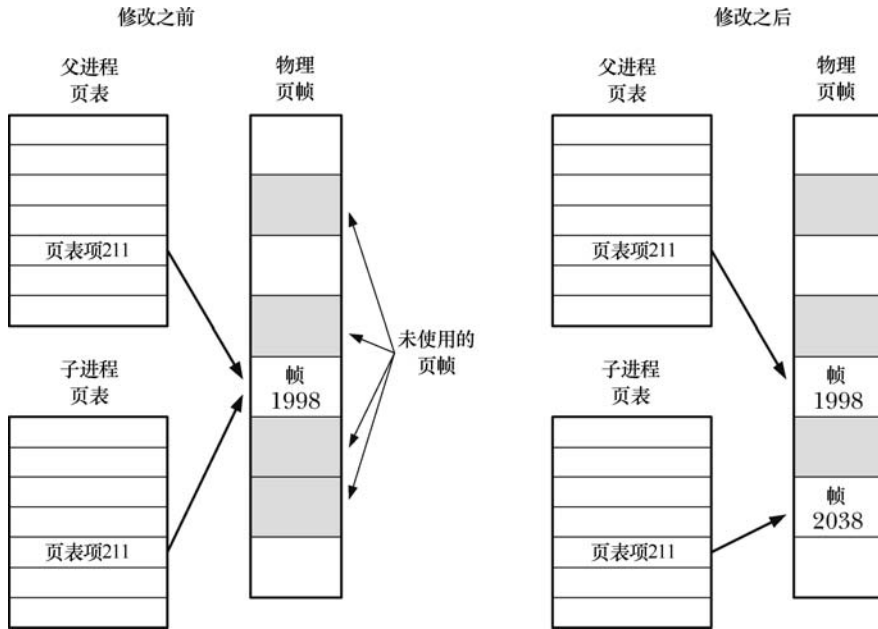 修改之前
父进程
页表
物理
页帧
页表项211
子进程
页表
帧
1998
未使用的
页帧
页表项211
修改之后
父进程
页表
物理
页帧
页表项211
子进程
页表
帧
1998
帧
2038
页表项211